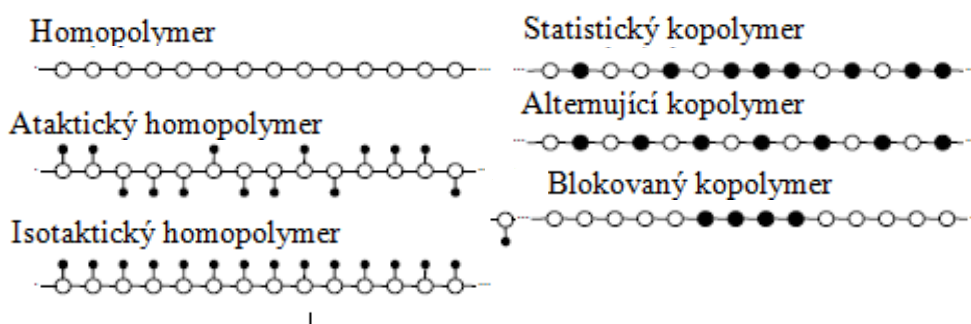 Homopolymer
Ataktický homopolymer
Isotaktický homopolymer
Statistický kopolymer
Alternující kopolymer
Blokovaný kopolymer